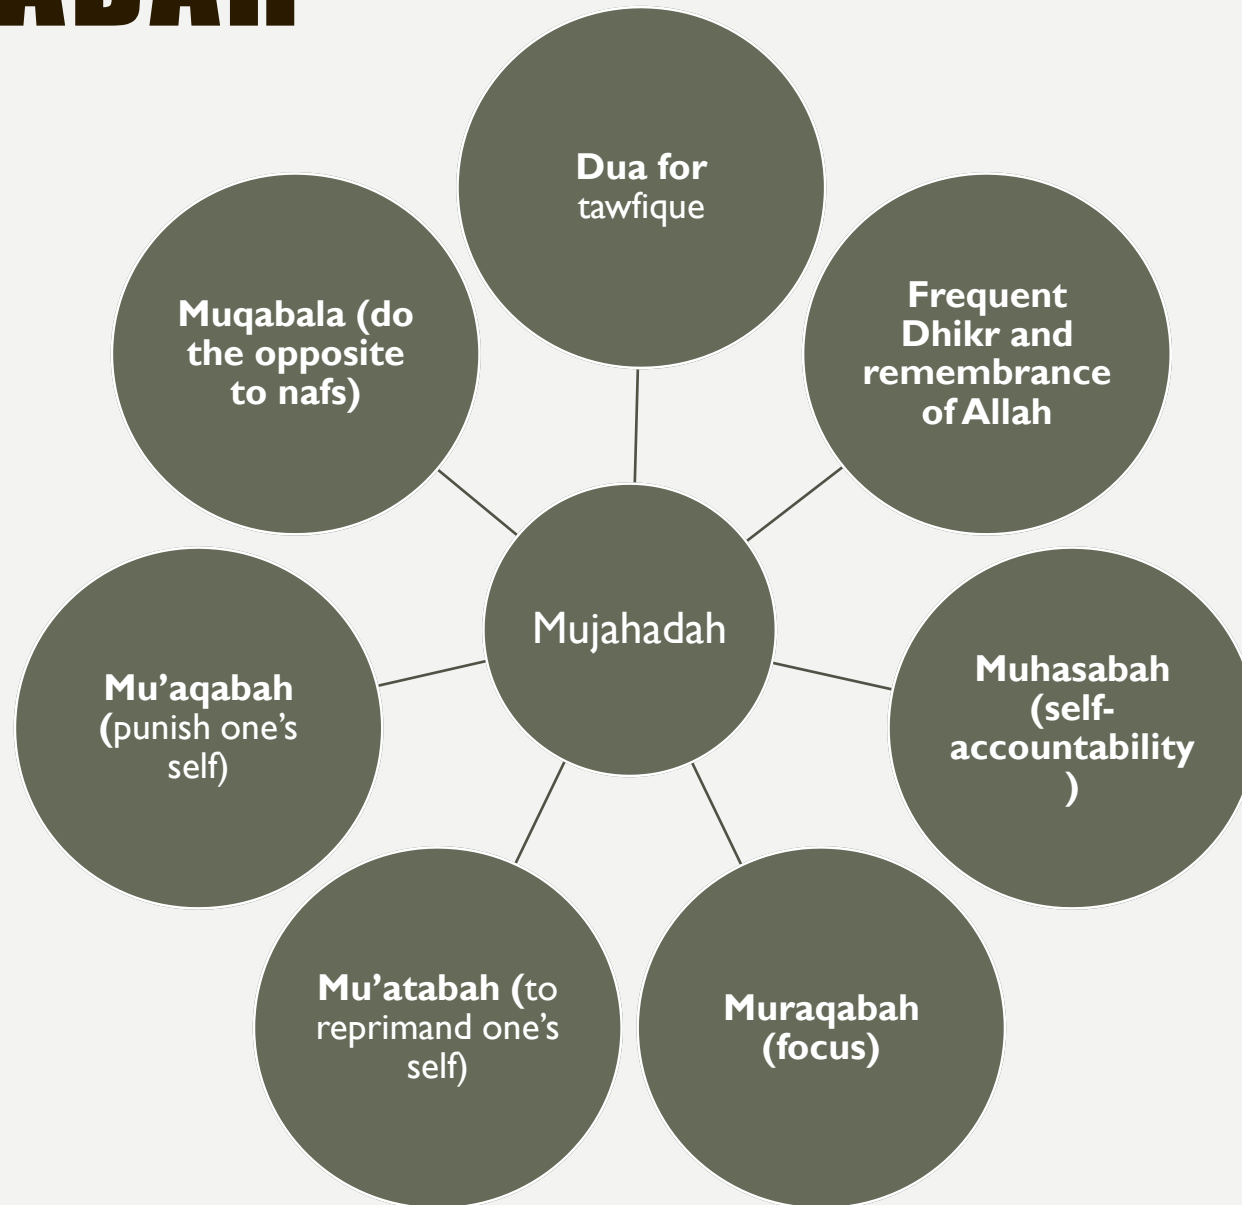 Dua for
tawfique
Frequent
Dhikr and
remembrance
of Allah
Muqabala (do
the opposite
to nafs)
Mujahadah
Muhasabah
(self-
accountability
)
Mu’aqabah
(punish one’s
self)
Mu’atabah (to
reprimand one’s
self)
Muraqabah
(focus)